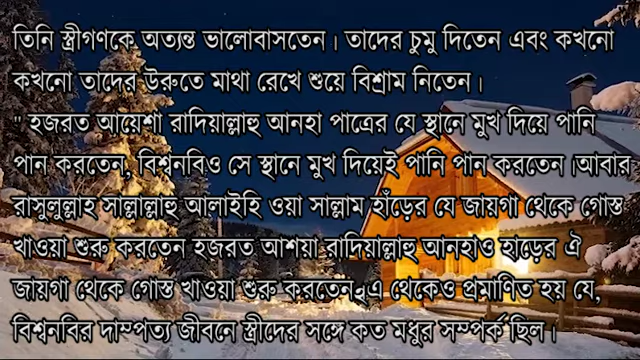 তিনি স্ত্রীগণকে অত্যন্ত ভালোবাসতেন। তাদের চুমু দিতেন এবং কখনো
কখনো তাদের উরুতে মাথা রেখে শুয়ে বিশ্রাম নিতেন।
" হজরত আয়েশা রাদিয়াল্লাহু আনহা পাত্রের যে স্থানে মুখ দিয়ে পানি
পান করতেন, বিশ্বনবিও সে স্থানে মুখ দিয়েই পানি পান করতেন।আবার
রাসুলুল্লাহ সাল্লাল্লাহু আলাইহি ওয়া সাল্লাম হাঁড়ের যে জায়গা থেকে গোস্ত
খাওয়া শুরু করতেন হজরত আশয়া রাদিয়াল্লাহু আনহাও হাড়ের ঐ
জায়গা থেকে গোস্ত খাওয়া শুরু করতেন।এ থেকেও প্রমাণিত হয় যে,
বিশ্বনবির দাম্পত্য জীবনে স্ত্রীদের সঙ্গে কত মধুর সম্পর্ক ছিল।